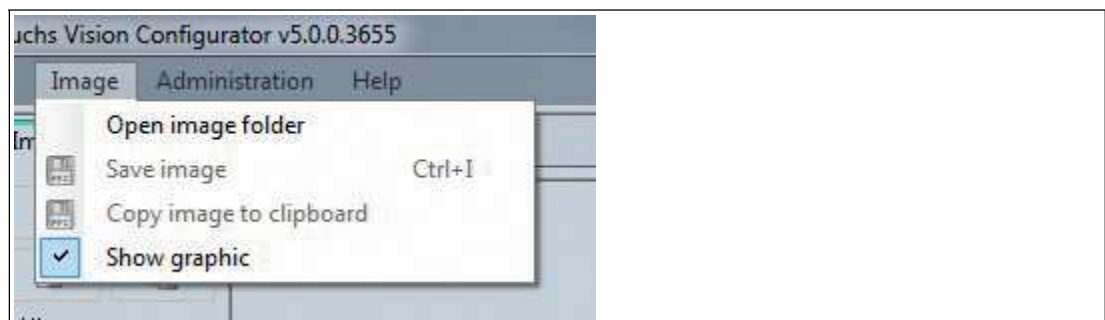 uchs Vision Configurator v5.0.0.3655
Image Administration Help
Open image folder
Save image Ctrl+I
Copy image to clipboard
Show graphic